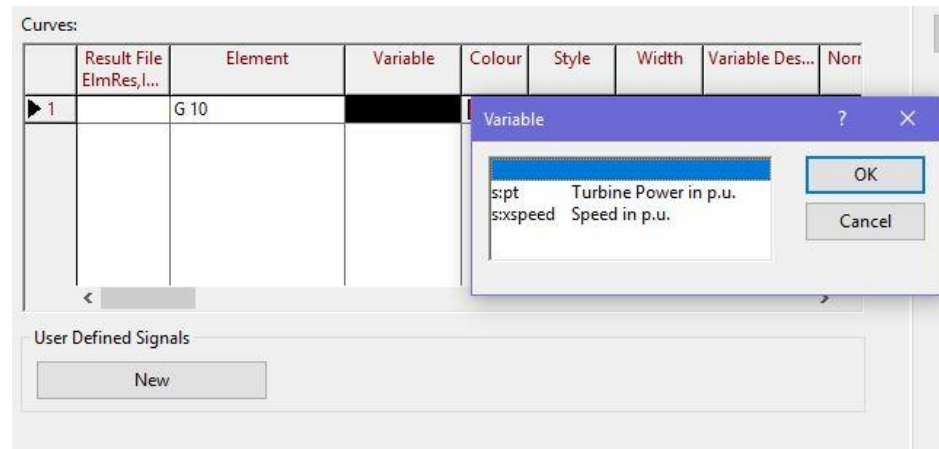 Curves:
Result File Element Variable Colour Style Width Variable Des... Norr
ElmRes,I...
1 G 10
Variable ? ×
OK
s:pt Turbine Power in p.u.
s:xspeed Speed in p.u.
Cancel
User Defined Signals
New